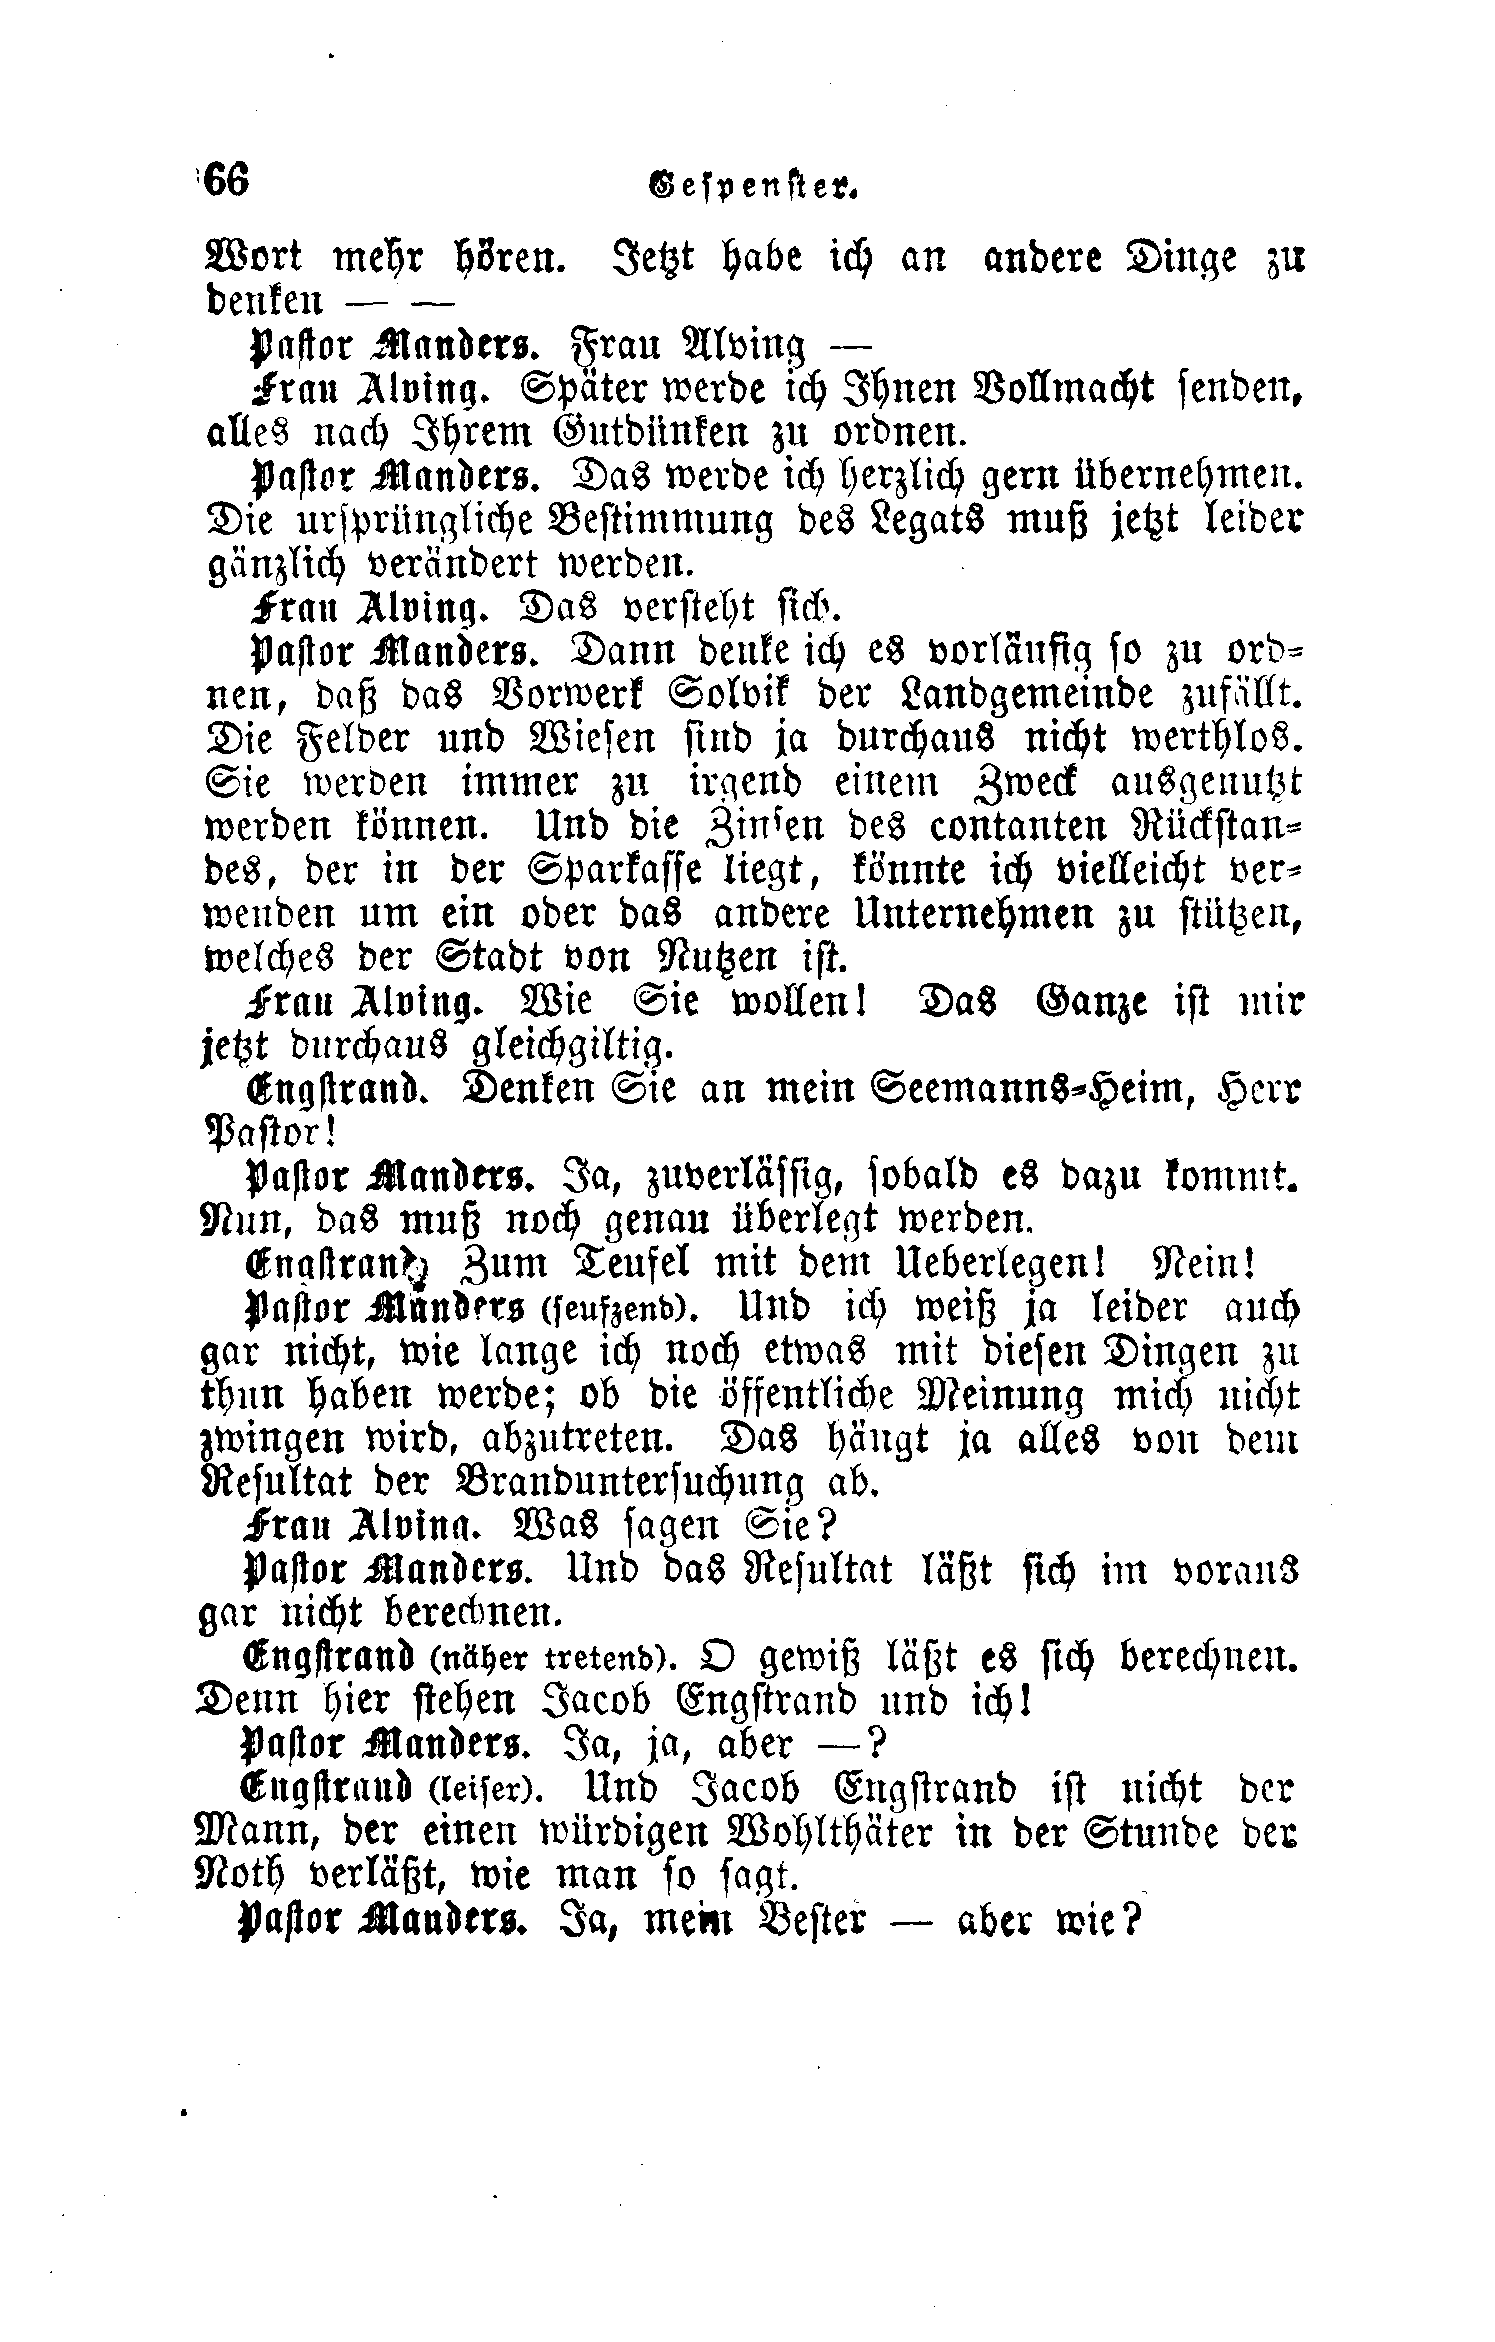 66 Gespenster.
Wort mehr hören. Jetzt habe ich an andere Dinge zu
denken — —
Pastor Manders. Frau Alving —
Frau Alving. Später werde ich Ihnen Vollmacht senden,
alles nach Ihrem Gutdünken zu ordnen.
Pastor Manders. Das werde ich herzlich gern übernehmen.
Die ursprüngliche Bestimmung des Legats muß jetzt leider
gänzlich verändert werden.
Frau Alving. Das versteht sich.
Pastor Manders. Dann denke ich es vorläufig so zu ord-
nen, daß das Vorwerk Solvik der Landgemeinde zufällt.
Die Felder und Wiesen sind ja durchaus nicht werthlos.
Sie werden immer zu irgend einem Zweck ausgenutzt
werden können. Und die Zinsen des contanten Rückstan-
des, der in der Sparkasse liegt, könnte ich vielleicht ver-
wenden um ein oder das andere Unternehmen zu stützen,
welches der Stadt von Nutzen ist.
Frau Alving. Wie Sie wollen! Das Ganze ist mir
jetzt durchaus gleichgiltig.
Engstrand. Denken Sie an mein Seemanns-Heim, Herr
Pastor!
Pastor Manders. Ja, zuverlässig, sobald es dazu kommt.
Nun, das muß noch genau überlegt werden.
Engstrand. Zum Teufel mit dem Ueberlegen! Nein!
Pastor Manders (seufzend). Und ich weiß ja leider auch
gar nicht, wie lange ich noch etwas mit diesen Dingen zu
thun haben werde; ob die öffentliche Meinung mich nicht
zwingen wird, abzutreten. Das hängt ja alles von dem
Resultat der Branduntersuchung ab.
Frau Alving. Was sagen Sie?
Pastor Manders. Und das Resultat läßt sich im voraus
gar nicht berechnen.
Engstrand (näher tretend). O gewiß läßt es sich berechnen.
Denn hier stehen Jacob Engstrand und ich!
Pastor Manders. Ja, ja, aber —?
Engstrand (leiser). Und Jacob Engstrand ist nicht der
Mann, der einen würdigen Wohlthäter in der Stunde der
Noth verläßt, wie man so sagt.
Pastor Manders. Ja, mein Bester — aber wie?